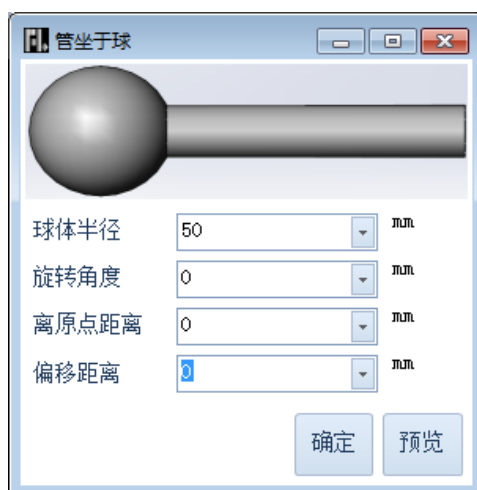 管坐于球
球体半径 50 mm
旋转角度 0 mm
离原点距离 0 mm
偏移距离 0 mm
确定 预览